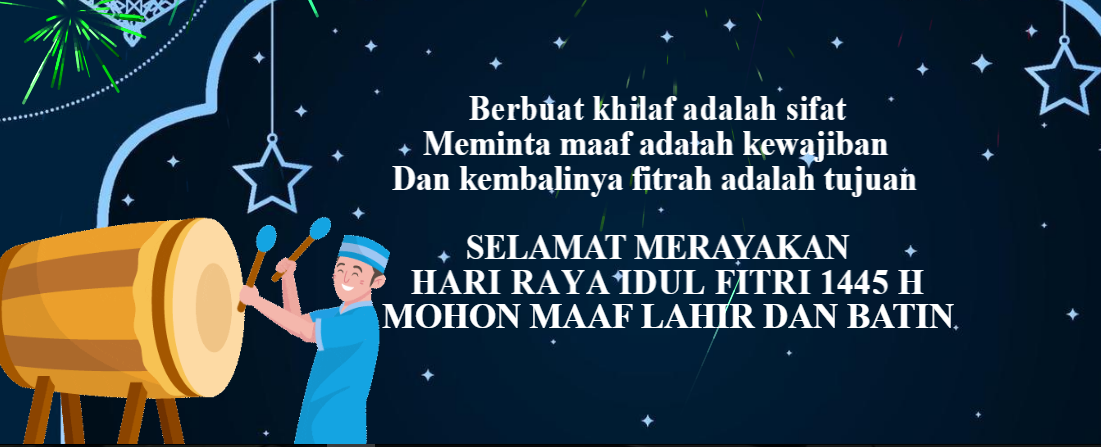 Berbuat khilaf adalah sifat
Meminta maaf adalah kewajiban
Dan kembalinya fitrah adalah tujuan
SELAMAT MERAYAKAN
HARI RAYA IDUL FITRI 1445 H
MOHON MAAF LAHIR DAN BATIN